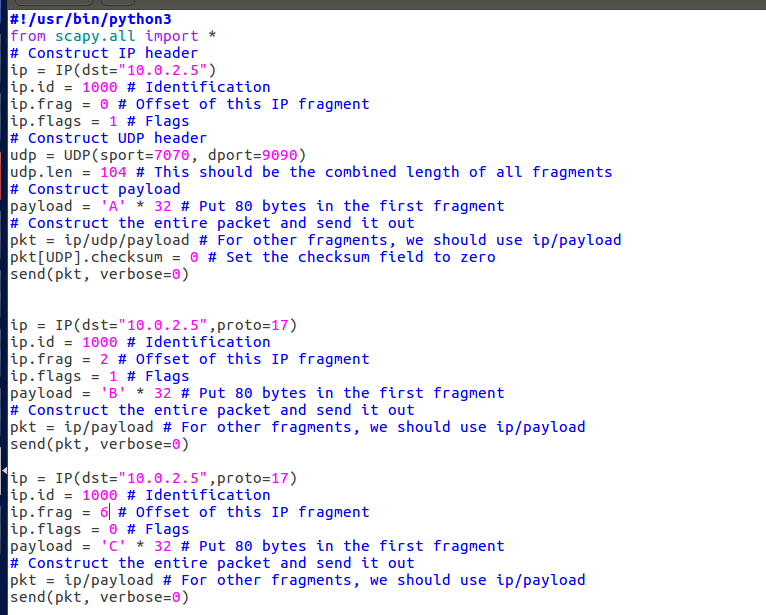 #!/usr/bin/python3
from scapy.all import *
# Construct IP header
ip = IP(dst="10.0.2.5")
ip.id = 1000 # Identification
ip.frag = 0 # Offset of this IP fragment
ip.flags = 1 # Flags
# Construct UDP header
udp = UDP(sport=7070, dport=9090)
udp.len = 104 # This should be the combined length of all fragments
# Construct payload
payload = 'A' * 32 # Put 80 bytes in the first fragment
# Construct the entire packet and send it out
pkt = ip/udp/payload # For other fragments, we should use ip/payload
pkt[UDP].checksum = 0 # Set the checksum field to zero
send(pkt, verbose=0)
ip = IP(dst="10.0.2.5",proto=17)
ip.id = 1000 # Identification
ip.frag = 2 # Offset of this IP fragment
ip.flags = 1 # Flags
payload = 'B' * 32 # Put 80 bytes in the first fragment
# Construct the entire packet and send it out
pkt = ip/payload # For other fragments, we should use ip/payload
send(pkt, verbose=0)
ip = IP(dst="10.0.2.5",proto=17)
ip.id = 1000 # Identification
ip.frag = 6 # Offset of this IP fragment
ip.flags = 0 # Flags
payload = 'C' * 32 # Put 80 bytes in the first fragment
# Construct the entire packet and send it out
pkt = ip/payload # For other fragments, we should use ip/payload
send(pkt, verbose=0)